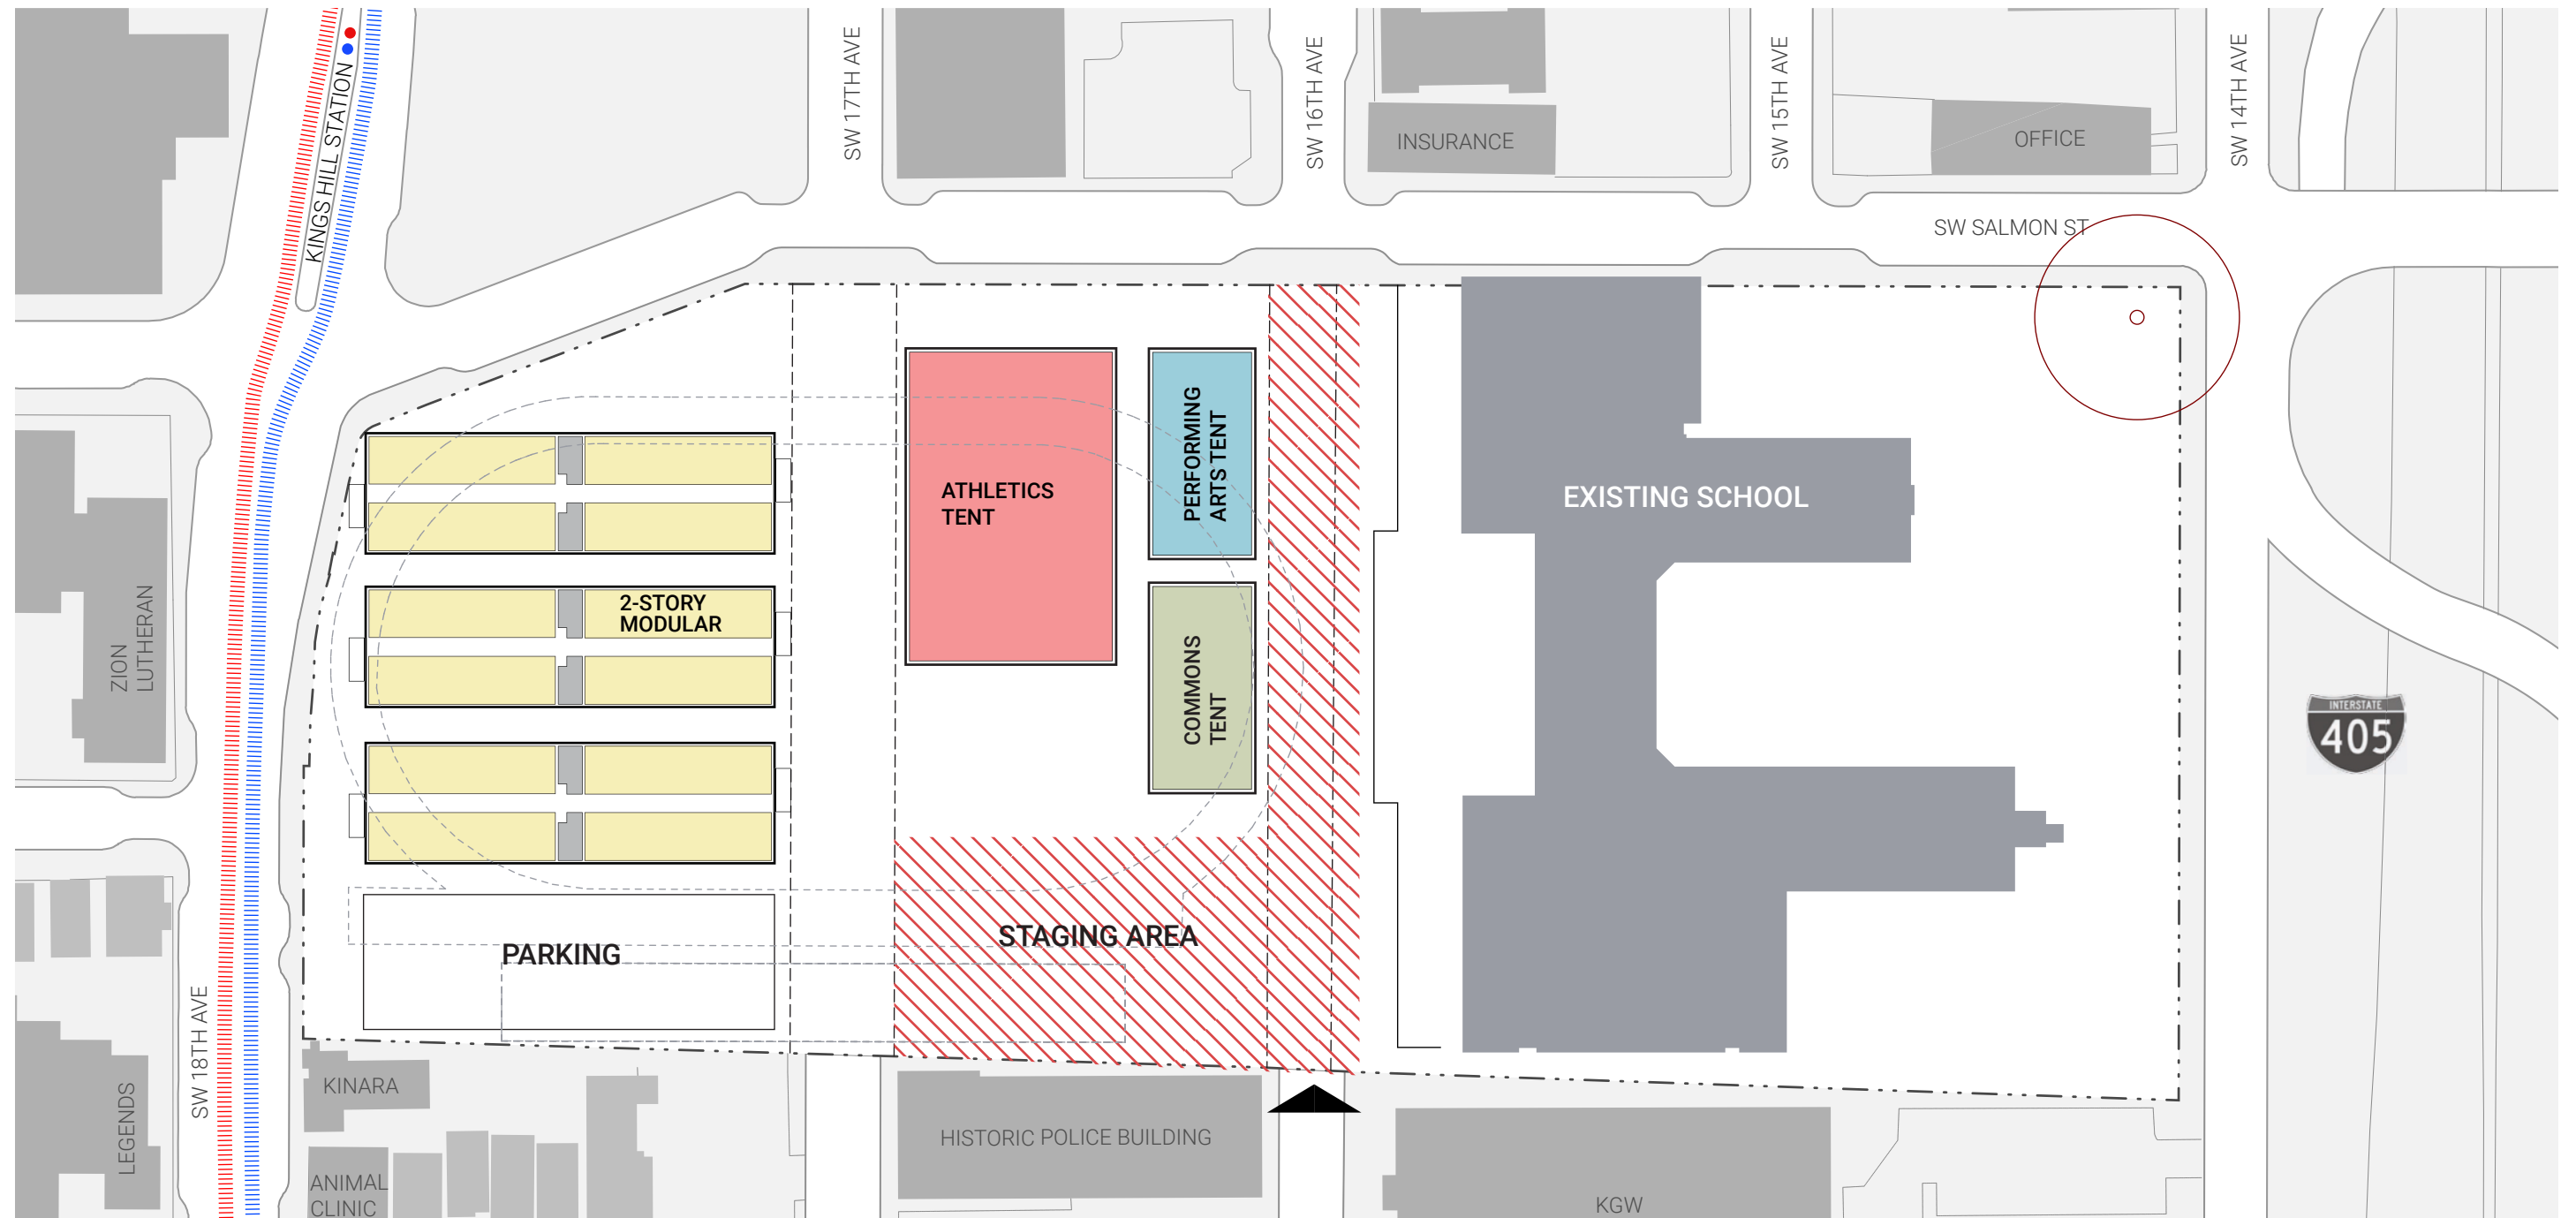 SW 17TH AVE
SW 16TH AVE
SW 15TH AVE
SW 14TH AVE
KINGS HILL STATION
INSURANCE
OFFICE
SW SALMON ST
ATHLETICS
TENT
PERFORMING
ARTS TENT
EXISTING SCHOOL
2-STORY
MODULAR
ZION
LUTHERAN
COMMONS
TENT
INTERSTATE
405
STAGING AREA
PARKING
SW 18TH AVE
KINARA
LEGENDS
HISTORIC POLICE BUILDING
ANIMAL
CLINIC
KGW